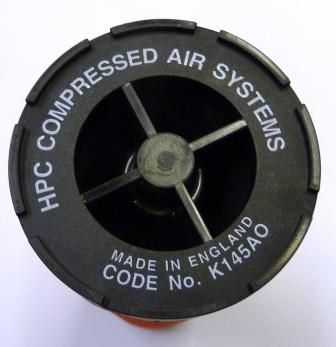 HPC COMPRESSED AIR SYSTEMS
MADE IN ENGLAND
CODE No. K145AO